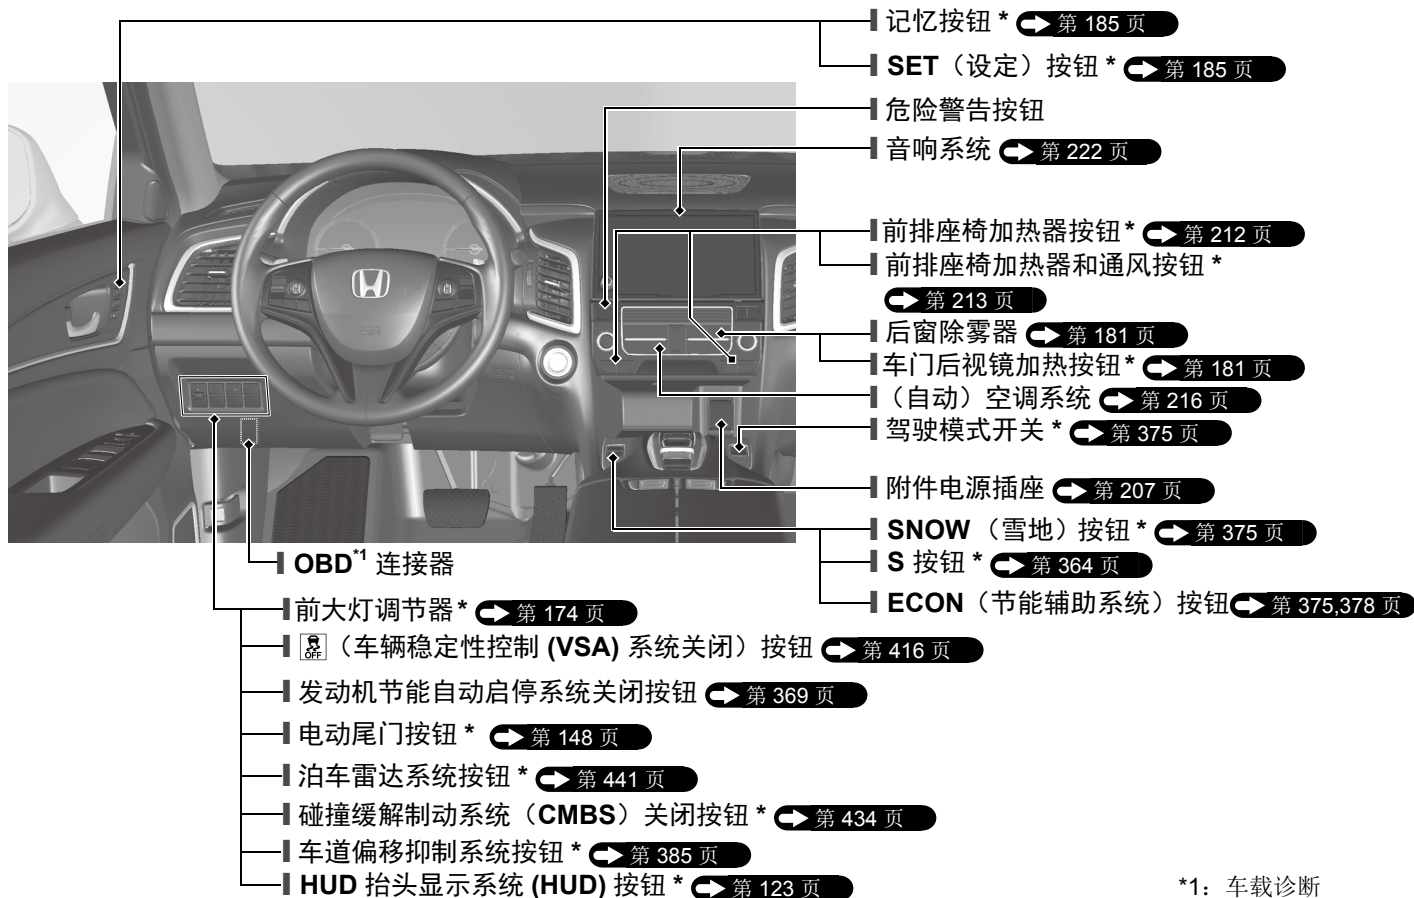 记忆按钮 * 第 185 页
SET（设定）按钮 * 第 185 页
危险警告按钮
音响系统 第 222 页
前排座椅加热器按钮* 第 212 页
前排座椅加热器和通风按钮 *
第 213 页
后窗除雾器 第 181 页
车门后视镜加热按钮* 第 181 页
（自动）空调系统 第 216 页
驾驶模式开关 * 第 375 页
附件电源插座 第 207 页
SNOW （雪地）按钮 * 第 375 页
S 按钮 * 第 364 页
ECON（节能辅助系统）按钮 第 375,378 页
OBD*1 连接器
前大灯调节器* 第 174 页
OFF（车辆稳定性控制 (VSA) 系统关闭）按钮 第 416 页
发动机节能自动启停系统关闭按钮 第 369 页
电动尾门按钮 * 第 148 页
泊车雷达系统按钮 * 第 441 页
碰撞缓解制动系统（CMBS）关闭按钮 * 第 434 页
车道偏移抑制系统按钮 * 第 385 页
HUD 抬头显示系统 (HUD) 按钮 * 第 123 页
*1：车载诊断